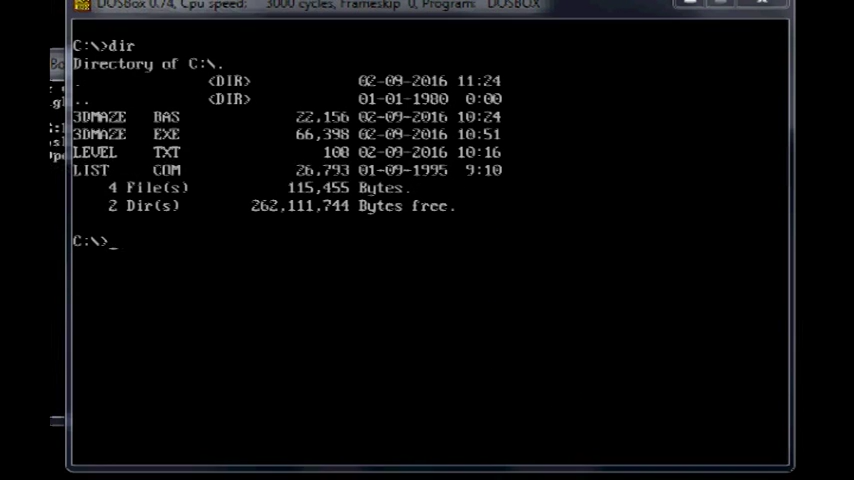 DOSBox 0.74, Cpu speed: 3000 cycles, Frameskip 0, Program: DOSBOX
C:\>dir
Directory of C:\.
. <DIR> 02-09-2016 11:24
.. <DIR> 01-01-1980 0:00
3DMAZE BAS 22,156 02-09-2016 10:24
3DMAZE EXE 66,398 02-09-2016 10:51
LEVEL TXT 108 02-09-2016 10:16
LIST COM 26,793 01-09-1995 9:10
4 File(s) 115,455 Bytes.
2 Dir(s) 262,111,744 Bytes free.
C:\>_